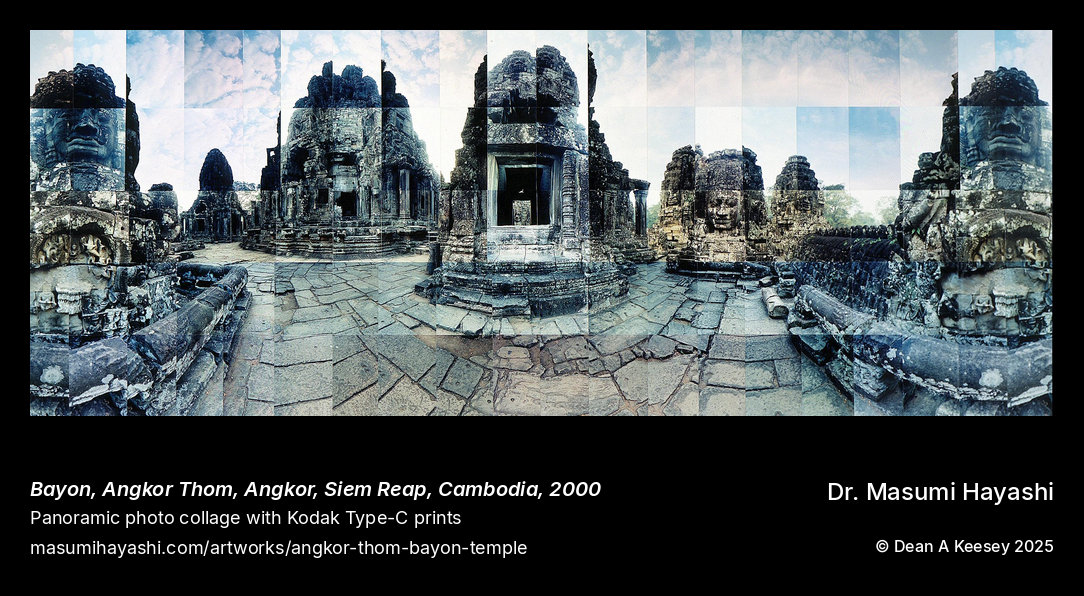 Bayon, Angkor Thom, Angkor, Siem Reap, Cambodia, 2000
Panoramic photo collage with Kodak Type-C prints
masumihayashi.com/artworks/angkor-thom-bayon-temple
Dr. Masumi Hayashi
© Dean A Keesey 2025